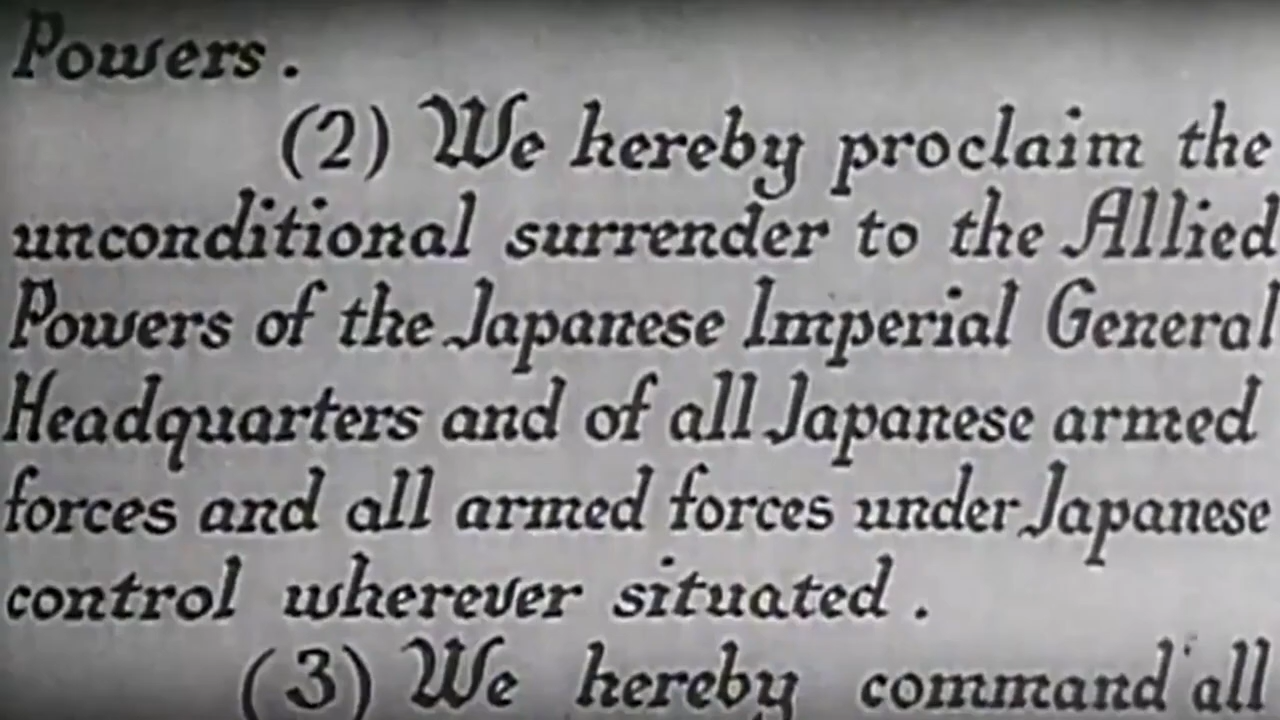 Powers.
(2) We hereby proclaim the
unconditional surrender to the Allied
Powers of the Japanese Imperial General
Headquarters and of all Japanese armed
forces and all armed forces under Japanese
control wherever situated.
(3) We hereby command all